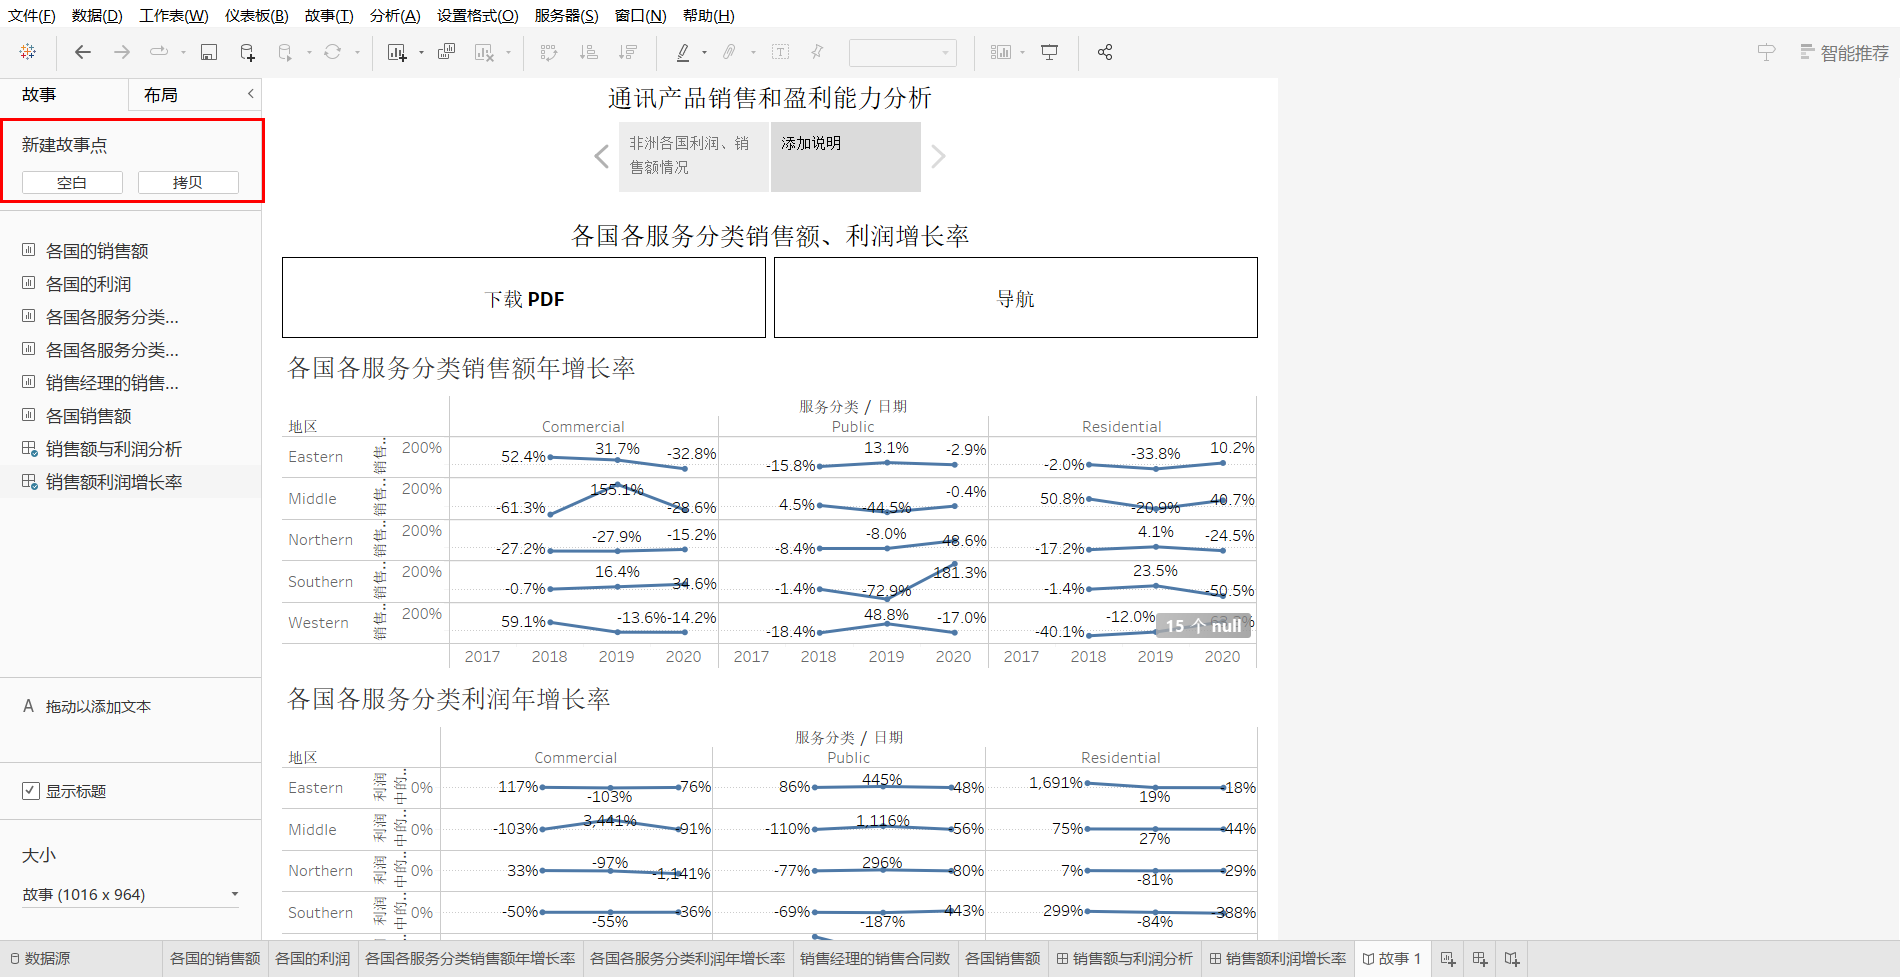 文件(F) 数据(D) 工作表(W) 仪表板(B) 故事(T) 分析(A) 设置格式(O) 服务器(S) 窗口(N) 帮助(H)
智能推荐
故事 布局
新建故事点
空白 拷贝
各国的销售额
各国的利润
各国各服务分类...
各国各服务分类...
销售经理的销售...
各国销售额
销售额与利润分析
销售额利润增长率
A 拖动以添加文本
显示标题
大小
故事 (1016 x 964)
通讯产品销售和盈利能力分析
非洲各国利润、销
售额情况
添加说明
各国各服务分类销售额、利润增长率
下载 PDF 导航
各国各服务分类销售额年增长率
服务分类 / 日期
地区 Commercial Public Residential
Eastern 销售.. 200% 52.4% 31.7% -32.8% -15.8% 13.1% -2.9% -2.0% -33.8% 10.2%
Middle 销售.. 200% -61.3% 155.1% -28.6% 4.5% -44.5% -0.4% 50.8% -20.9% 40.7%
Northern 销售.. 200% -27.2% -27.9% -15.2% -8.4% -8.0% 48.6% -17.2% 4.1% -24.5%
Southern 销售.. 200% -0.7% 16.4% 34.6% -1.4% -72.9% 181.3% -1.4% 23.5% -50.5%
Western 销售.. 200% 59.1% -13.6% -14.2% -18.4% 48.8% -17.0% -40.1% -12.0%
15 个 null
2017 2018 2019 2020 2017 2018 2019 2020 2017 2018 2019 2020
各国各服务分类利润年增长率
服务分类 / 日期
地区 Commercial Public Residential
Eastern 利润中的.. 0% 117% -103% -76% 86% 445% -48% 1,691% 19% -18%
Middle 利润中的.. 0% -103% 3,441% -91% -110% 1,116% -56% 75% 27% -44%
Northern 利润中的.. 0% 33% -97% -1,141% -77% 296% -80% 7% -81% -29%
Southern 利润中的.. 0% -50% -55% -36% -69% -187% 443% 299% -84% -388%
数据源 各国的销售额 各国的利润 各国各服务分类销售额年增长率 各国各服务分类利润年增长率 销售经理的销售合同数 各国销售额 销售额与利润分析 销售额利润增长率 故事 1